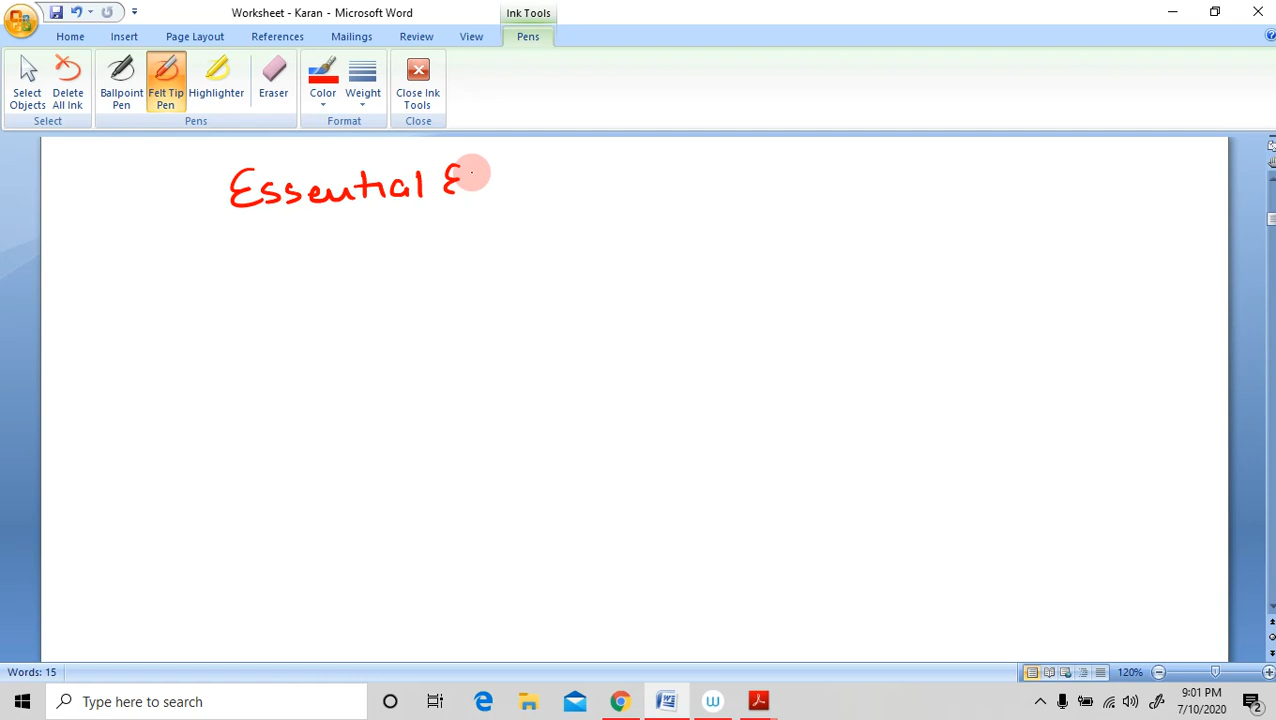 Worksheet - Karan - Microsoft Word
Ink Tools
Home Insert Page Layout References Mailings Review View Pens
Select Objects
Delete All Ink
Ballpoint Pen
Felt Tip Pen
Highlighter
Eraser
Color
Weight
Close Ink Tools
Select Pens Format Close
Essential E
Words: 15
120%
Type here to search
9:01 PM
7/10/2020
2